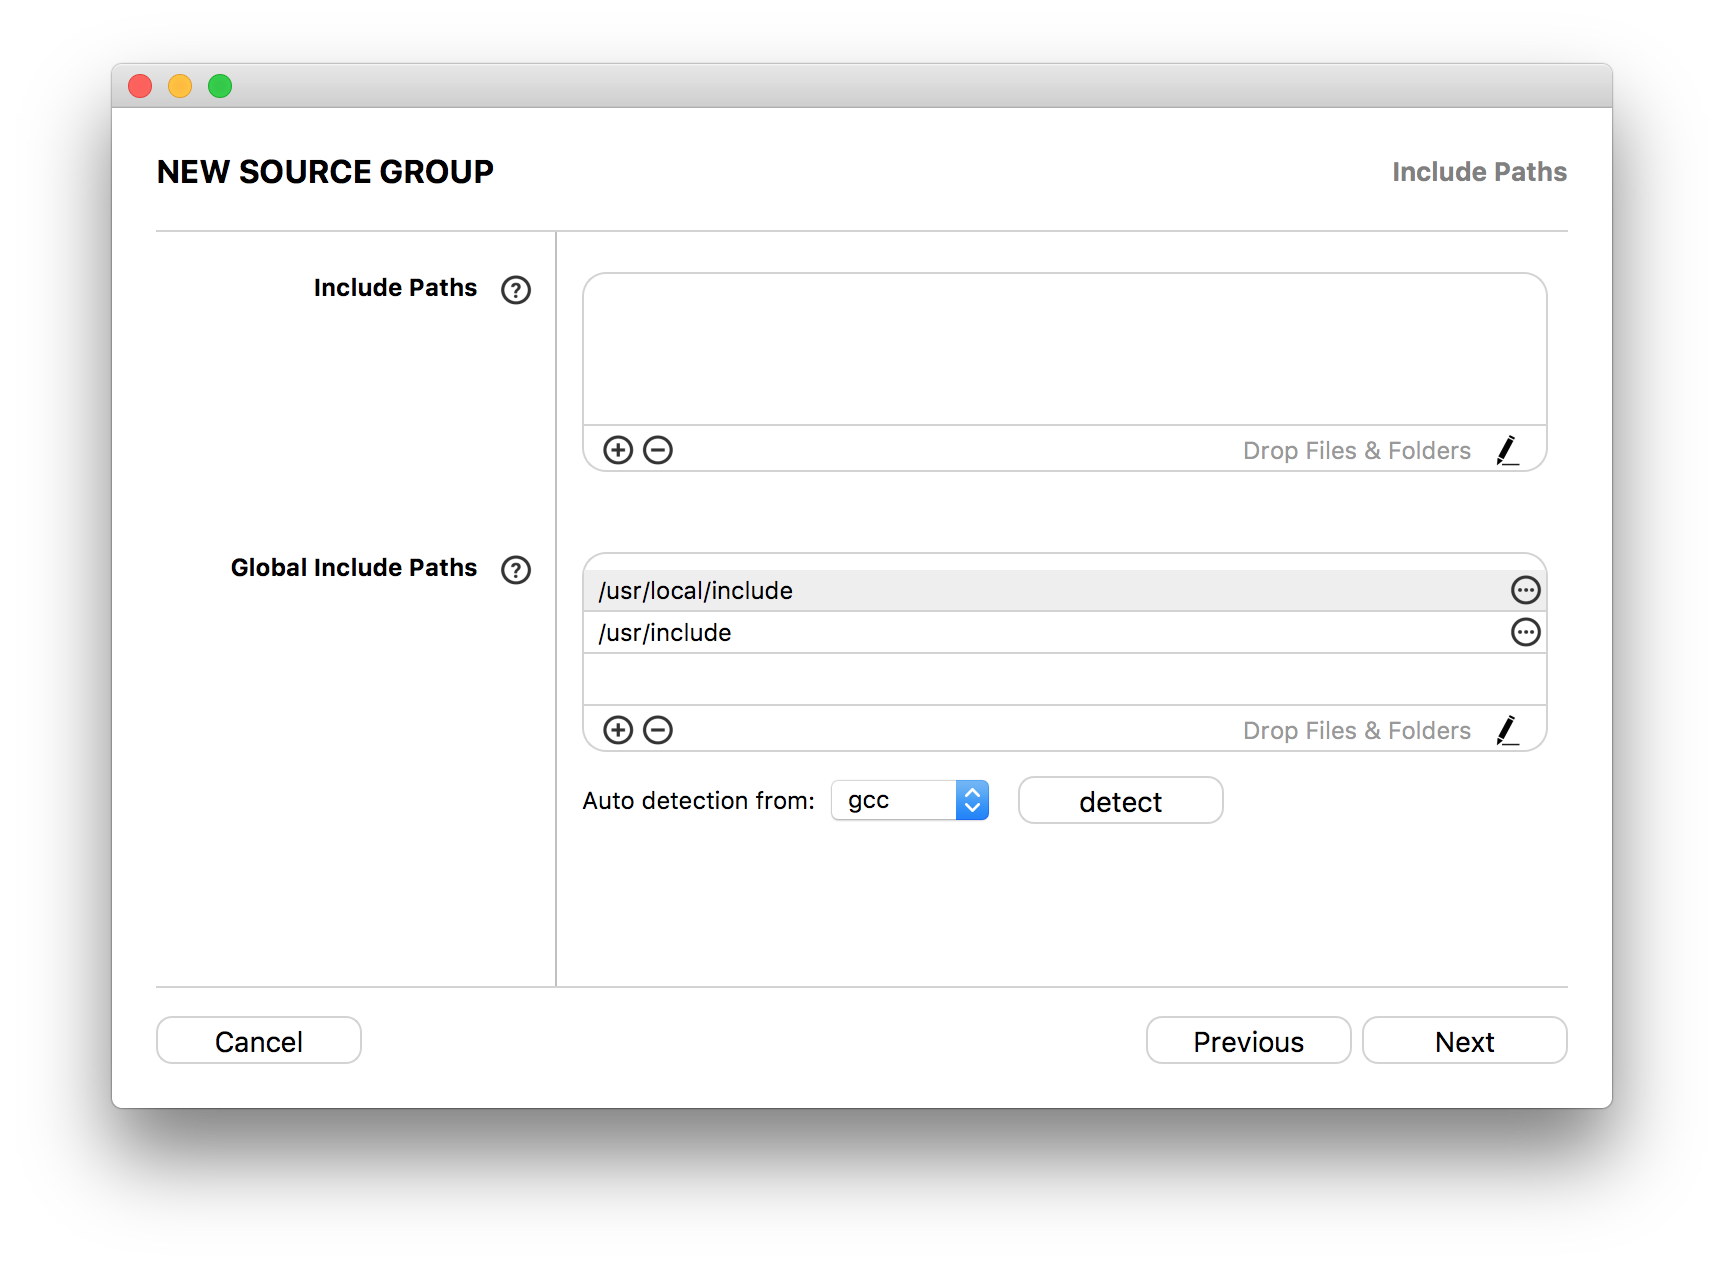 NEW SOURCE GROUP
Include Paths
Include Paths ?
Drop Files & Folders
Global Include Paths ?
/usr/local/include
/usr/include
Drop Files & Folders
Auto detection from: gcc detect
Cancel Previous Next